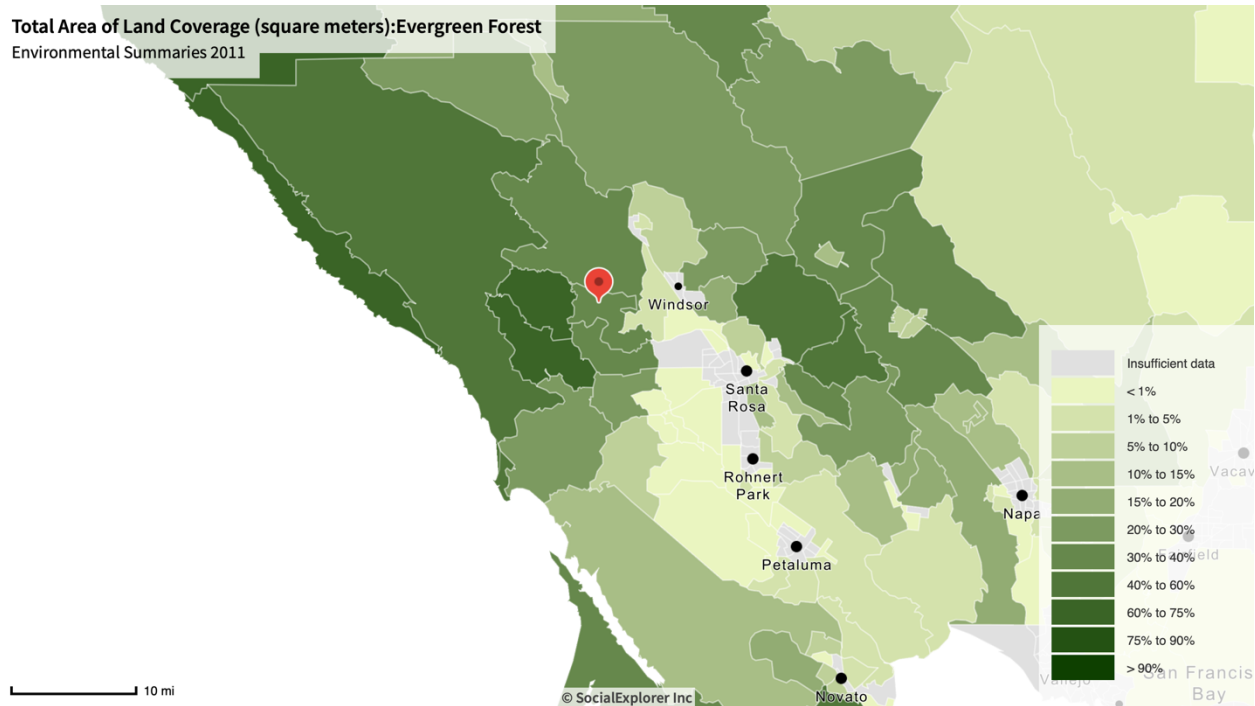 Total Area of Land Coverage (square meters):Evergreen Forest
Environmental Summaries 2011
Windsor
Santa
Rosa
Rohnert
Park
Petaluma
Napa
Novato
Insufficient data
< 1%
1% to 5%
5% to 10%
10% to 15%
15% to 20%
20% to 30%
30% to 40%
40% to 60%
60% to 75%
75% to 90%
> 90%
Vacav
Fairfield
Vallejo
San Francis
Bay
10 mi
© SocialExplorer Inc